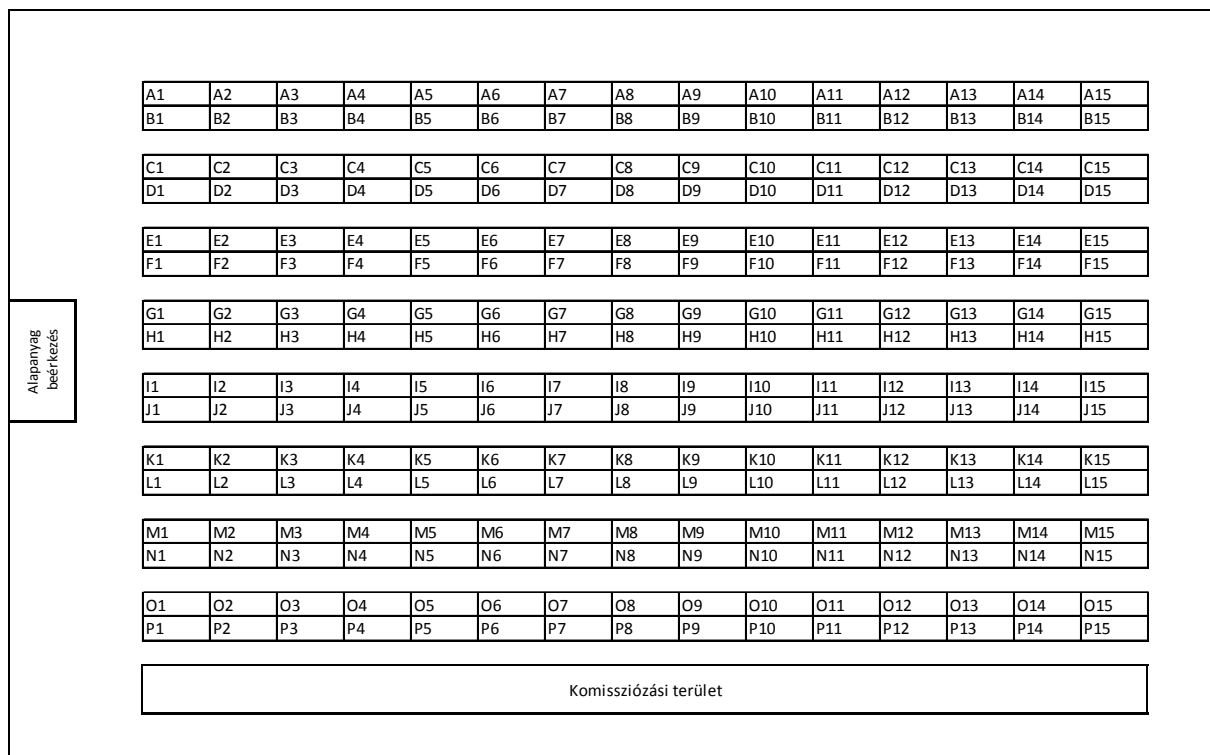 A1 A2 A3 A4 A5 A6 A7 A8 A9 A10 A11 A12 A13 A14 A15
B1 B2 B3 B4 B5 B6 B7 B8 B9 B10 B11 B12 B13 B14 B15
C1 C2 C3 C4 C5 C6 C7 C8 C9 C10 C11 C12 C13 C14 C15
D1 D2 D3 D4 D5 D6 D7 D8 D9 D10 D11 D12 D13 D14 D15
E1 E2 E3 E4 E5 E6 E7 E8 E9 E10 E11 E12 E13 E14 E15
F1 F2 F3 F4 F5 F6 F7 F8 F9 F10 F11 F12 F13 F14 F15
G1 G2 G3 G4 G5 G6 G7 G8 G9 G10 G11 G12 G13 G14 G15
H1 H2 H3 H4 H5 H6 H7 H8 H9 H10 H11 H12 H13 H14 H15
Alapanyag
beérkezés
I1 I2 I3 I4 I5 I6 I7 I8 I9 I10 I11 I12 I13 I14 I15
J1 J2 J3 J4 J5 J6 J7 J8 J9 J10 J11 J12 J13 J14 J15
K1 K2 K3 K4 K5 K6 K7 K8 K9 K10 K11 K12 K13 K14 K15
L1 L2 L3 L4 L5 L6 L7 L8 L9 L10 L11 L12 L13 L14 L15
M1 M2 M3 M4 M5 M6 M7 M8 M9 M10 M11 M12 M13 M14 M15
N1 N2 N3 N4 N5 N6 N7 N8 N9 N10 N11 N12 N13 N14 N15
O1 O2 O3 O4 O5 O6 O7 O8 O9 O10 O11 O12 O13 O14 O15
P1 P2 P3 P4 P5 P6 P7 P8 P9 P10 P11 P12 P13 P14 P15
Komissziózási terület